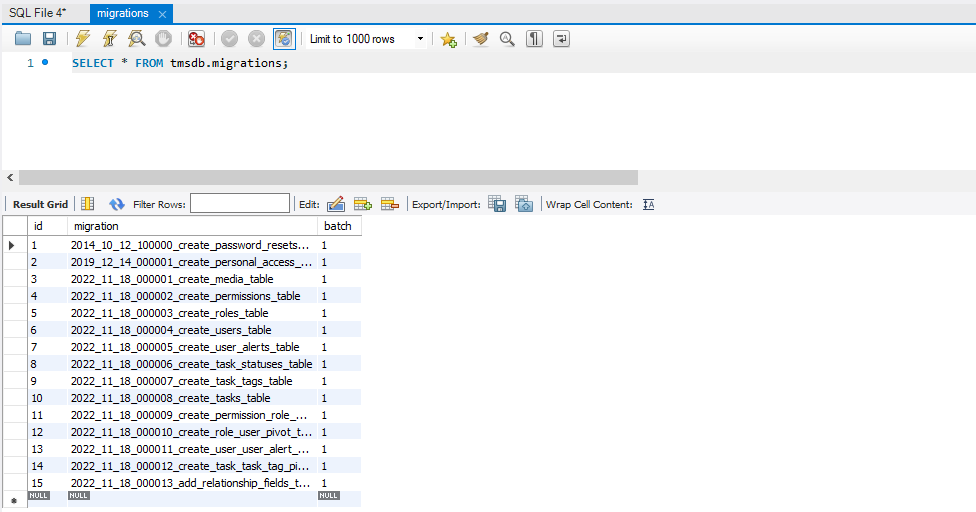 SQL File 4*
migrations
Limit to 1000 rows
1 SELECT * FROM tmsdb.migrations;
Result Grid Filter Rows: Edit: Export/Import: Wrap Cell Content:
id migration batch
1 2014_10_12_100000_create_password_resets... 1
2 2019_12_14_000001_create_personal_access_... 1
3 2022_11_18_000001_create_media_table 1
4 2022_11_18_000002_create_permissions_table 1
5 2022_11_18_000003_create_roles_table 1
6 2022_11_18_000004_create_users_table 1
7 2022_11_18_000005_create_user_alerts_table 1
8 2022_11_18_000006_create_task_statuses_table 1
9 2022_11_18_000007_create_task_tags_table 1
10 2022_11_18_000008_create_tasks_table 1
11 2022_11_18_000009_create_permission_role_... 1
12 2022_11_18_000010_create_role_user_pivot_t... 1
13 2022_11_18_000011_create_user_user_alert_... 1
14 2022_11_18_000012_create_task_task_tag_pi... 1
15 2022_11_18_000013_add_relationship_fields_t... 1
NULL NULL NULL